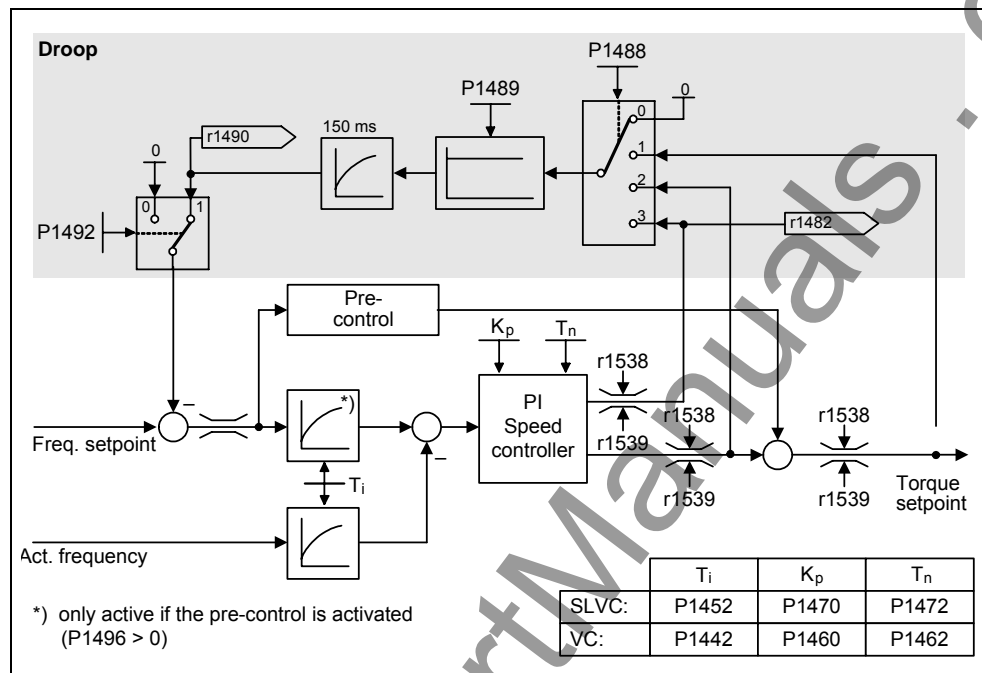 Droop
P1488
P1489
0
0
1
2
3
150 ms
r1490
0
0
1
P1492
r1482
Pre-
control
Kp
Tn
r1538
*)
PI
Speed
controller
r1538
r1538
Freq. setpoint
–
–
r1539
r1539
r1539
Torque
setpoint
Ti
Act. frequency
*) only active if the pre-control is activated
(P1496 > 0)
Ti Kp Tn
SLVC: P1452 P1470 P1472
VC: P1442 P1460 P1462